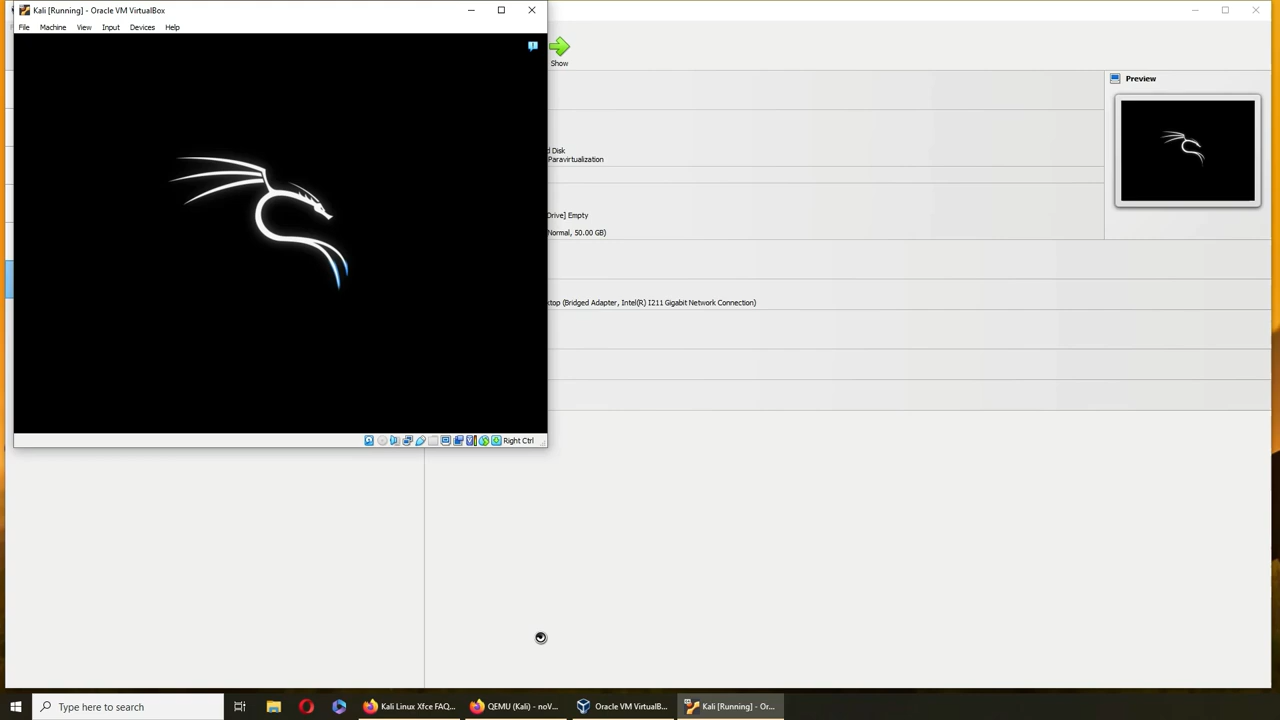 Kali [Running] - Oracle VM VirtualBox
File Machine View Input Devices Help
Show
Preview
d Disk
Paravirtualization
Drive] Empty
Normal, 50.00 GB)
ktop (Bridged Adapter, Intel(R) I211 Gigabit Network Connection)
Right Ctrl
Type here to search
Kali Linux Xfce FAQ...
QEMU (Kali) - noV...
Oracle VM VirtualB...
Kali [Running] - Or...